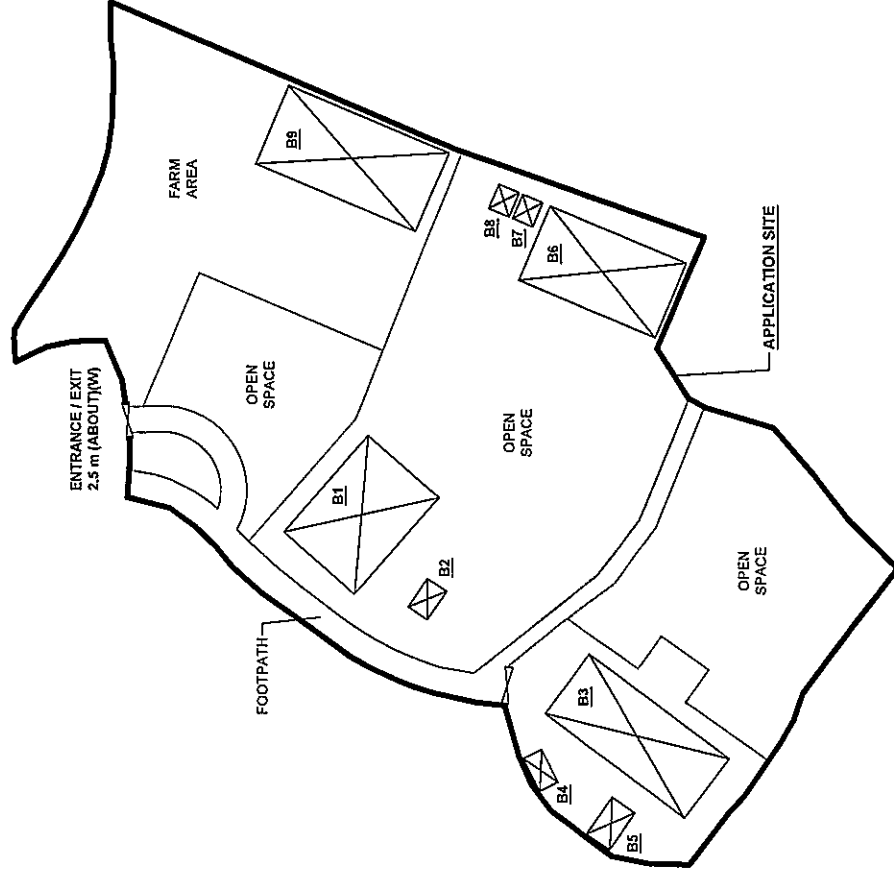 ENTRANCE / EXIT
2.5 m (ABOUT)(W)
FOOTPATH
OPEN
SPACE
FARM
AREA
B9
B1
B2
OPEN
SPACE
B8
B7
B6
B4
B5
B3
OPEN
SPACE
APPLICATION SITE